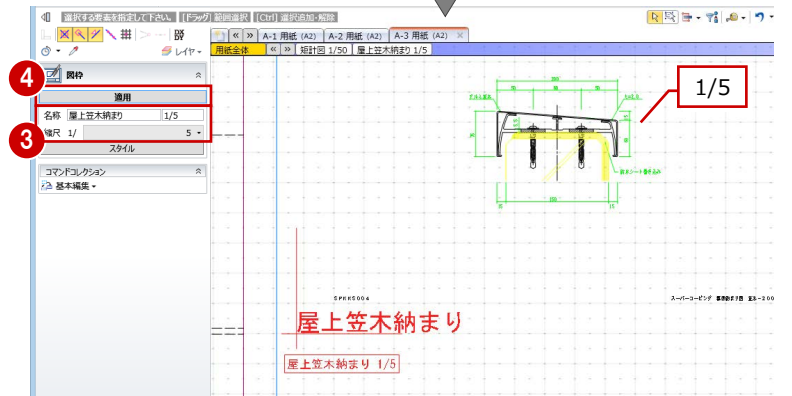 選択する要素を指定して下さい。 [[ドラッグ] 範囲選択 [Ctrl] 選択追加・解除
A-1 用紙 (A2) A-2 用紙 (A2) A-3 用紙 (A2)
レイヤ
用紙全体 矩計図 1/50 屋上笠木納まり 1/5
4
図枠
適用
名称 屋上笠木納まり 1/5
3
縮尺 1/ 5
スタイル
コマンドコレクション
基本編集
1/5
SPKKS004
屋上笠木納まり
屋上笠木納まり 1/5